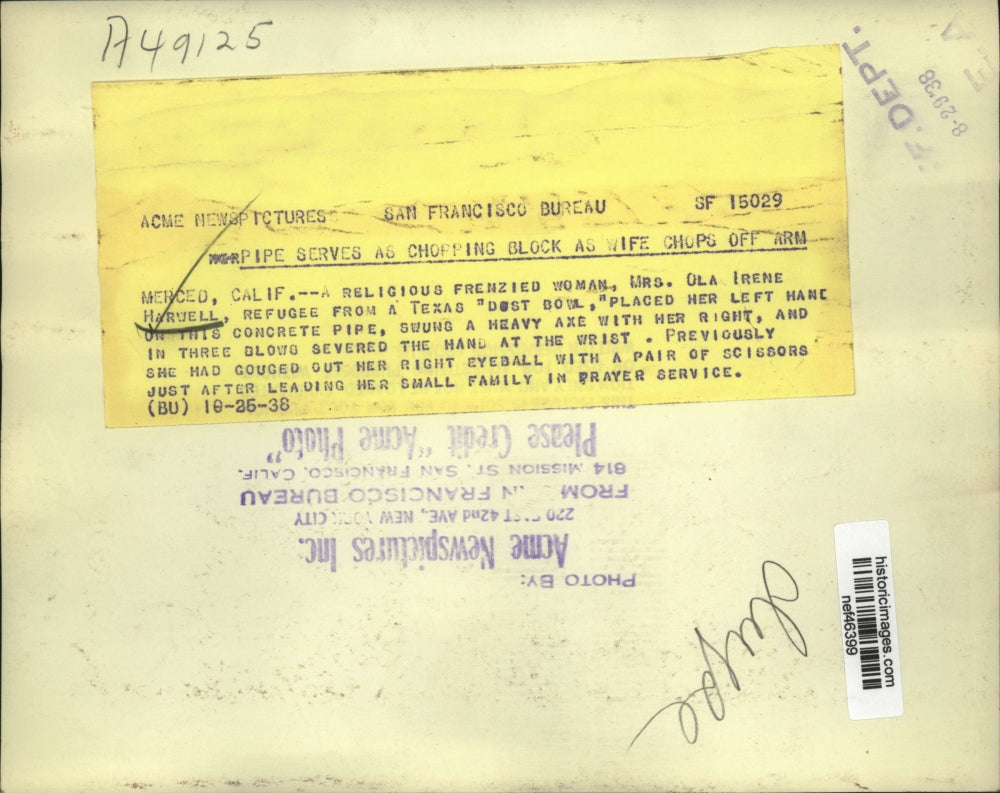 A49125
F. DEPT.
8-29-38
ACME NEWSPICTURES SAN FRANCISCO BUREAU SF 15029
PIPE SERVES AS CHOPPING BLOCK AS WIFE CHOPS OFF ARM
MERCED, CALIF.--A RELIGIOUS FRENZIED WOMAN, MRS. OLA IRENE
HARWELL, REFUGEE FROM A TEXAS "DUST BOWL," PLACED HER LEFT HAND
ON THIS CONCRETE PIPE, SWUNG A HEAVY AXE WITH HER RIGHT, AND
IN THREE BLOWS SEVERED THE HAND AT THE WRIST . PREVIOUSLY
SHE HAD GOUGED OUT HER RIGHT EYEBALL WITH A PAIR OF SCISSORS
JUST AFTER LEADING HER SMALL FAMILY IN PRAYER SERVICE.
(BU) 10-25-38
PHOTO BY:
Acme Newspictures Inc.
220 EAST 42nd AVE, NEW YORK CITY
FROM SAN FRANCISCO BUREAU
814 MISSION ST. SAN FRANCISCO, CALIF.
Please Credit "Acme Photo"
historicimages.com
nef46399